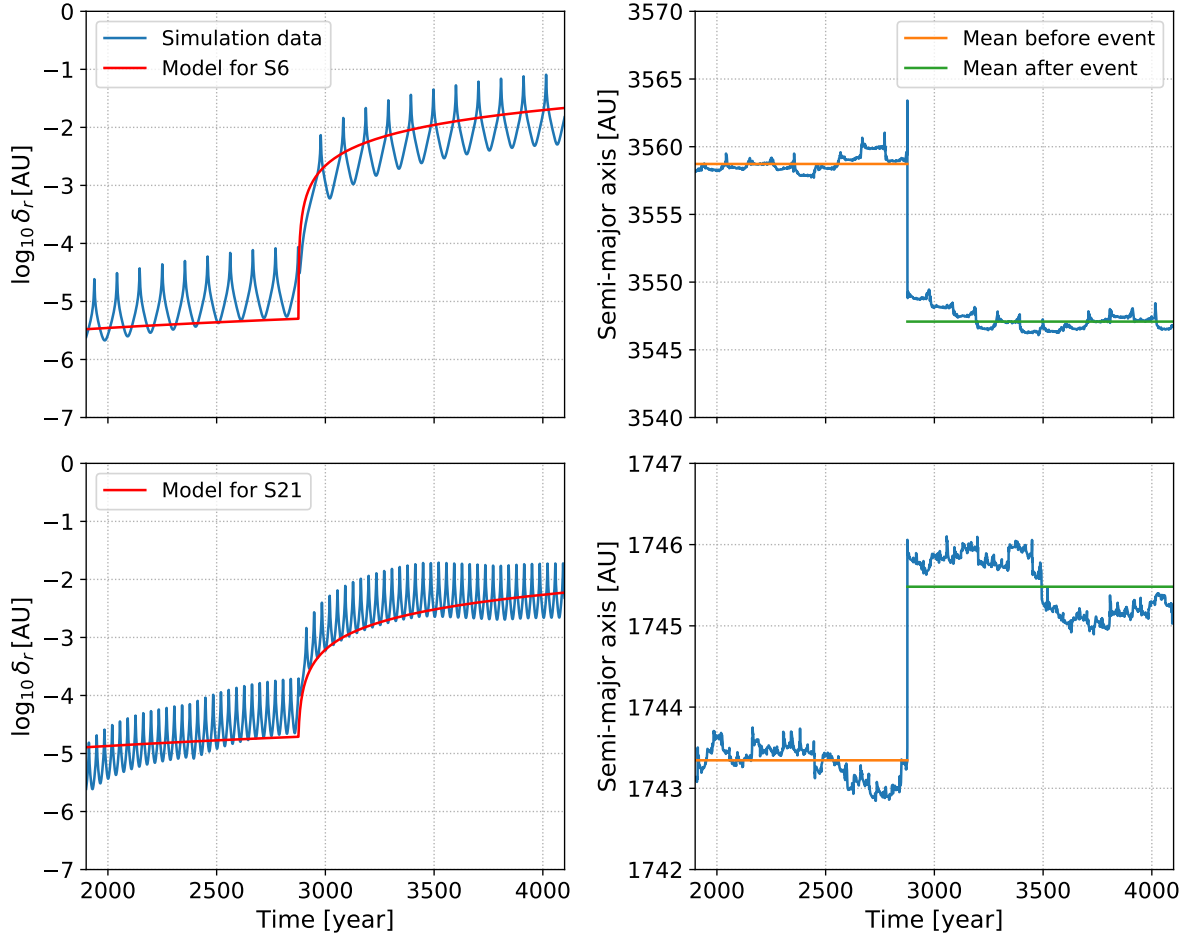 0
−1
−2
−3
−4
−5
−6
−7
log₁₀ δᵣ [AU]
Simulation data
Model for S6
3570
3565
3560
3555
3550
3545
3540
Semi-major axis [AU]
Mean before event
Mean after event
0
−1
−2
−3
−4
−5
−6
−7
log₁₀ δᵣ [AU]
Model for S21
2000 2500 3000 3500 4000
Time [year]
1747
1746
1745
1744
1743
1742
Semi-major axis [AU]
2000 2500 3000 3500 4000
Time [year]